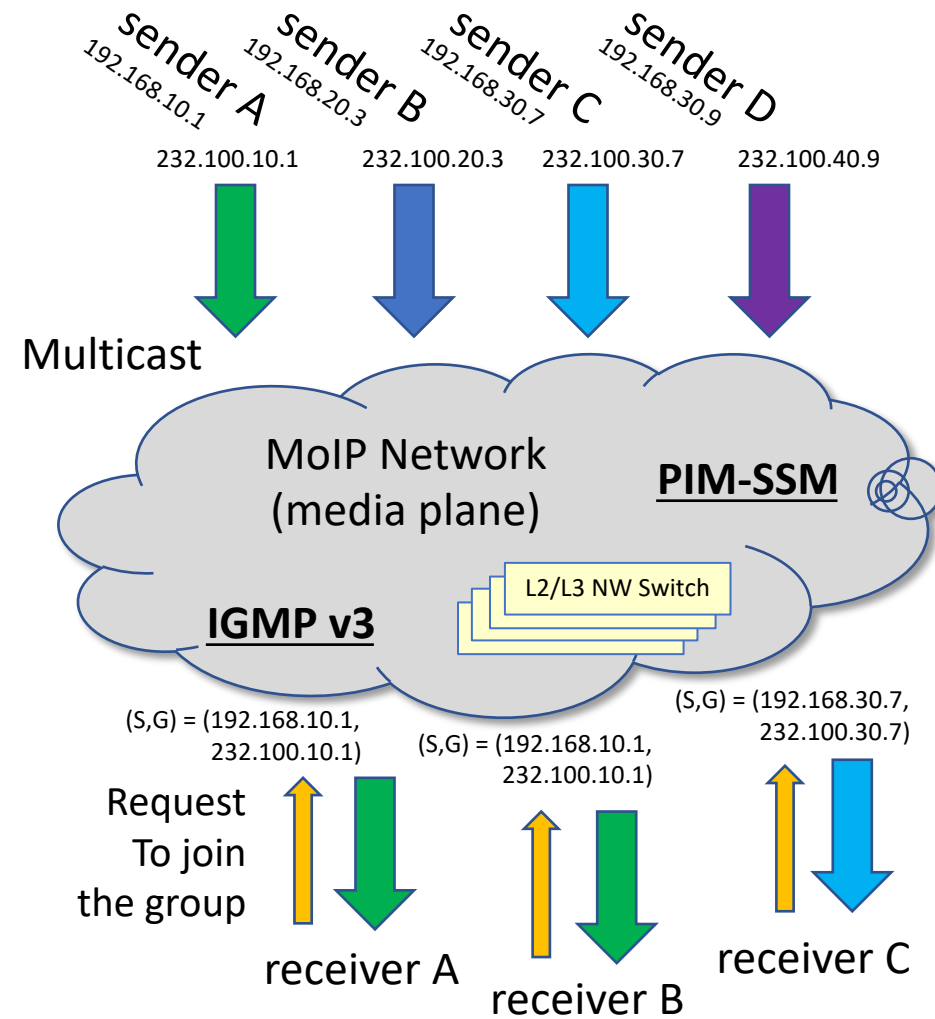 sender A
192.168.10.1
sender B
192.168.20.3
sender C
192.168.30.7
sender D
192.168.30.9
232.100.10.1
232.100.20.3
232.100.30.7
232.100.40.9
Multicast
MoIP Network
(media plane)
PIM-SSM
L2/L3 NW Switch
IGMP v3
(S,G) = (192.168.10.1,
232.100.10.1)
(S,G) = (192.168.10.1,
232.100.10.1)
(S,G) = (192.168.30.7,
232.100.30.7)
Request
To join
the group
receiver A
receiver B
receiver C